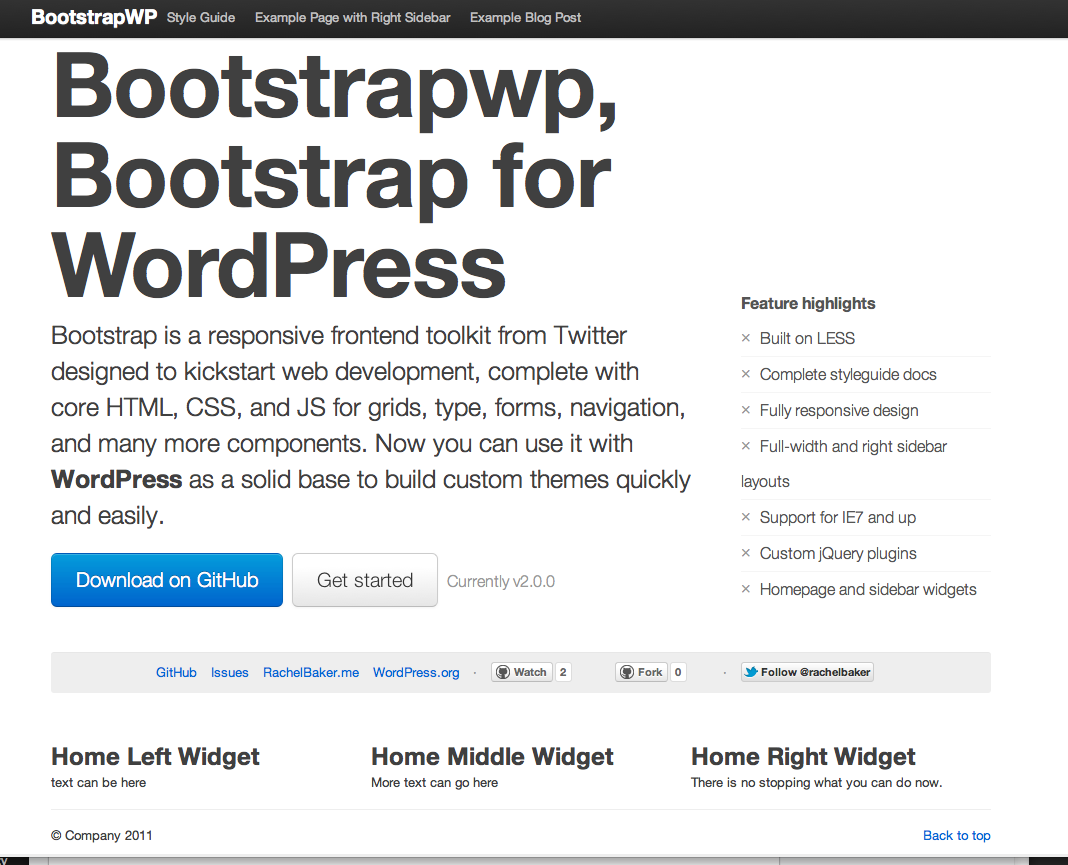 BootstrapWP Style Guide Example Page with Right Sidebar Example Blog Post
Bootstrapwp,
Bootstrap for
WordPress
Bootstrap is a responsive frontend toolkit from Twitter
designed to kickstart web development, complete with
core HTML, CSS, and JS for grids, type, forms, navigation,
and many more components. Now you can use it with
WordPress as a solid base to build custom themes quickly
and easily.
Download on GitHub Get started Currently v2.0.0
Feature highlights
× Built on LESS
× Complete styleguide docs
× Fully responsive design
× Full-width and right sidebar
layouts
× Support for IE7 and up
× Custom jQuery plugins
× Homepage and sidebar widgets
GitHub Issues RachelBaker.me WordPress.org · Watch 2 Fork 0 · Follow @rachelbaker
Home Left Widget
text can be here
Home Middle Widget
More text can go here
Home Right Widget
There is no stopping what you can do now.
© Company 2011 Back to top